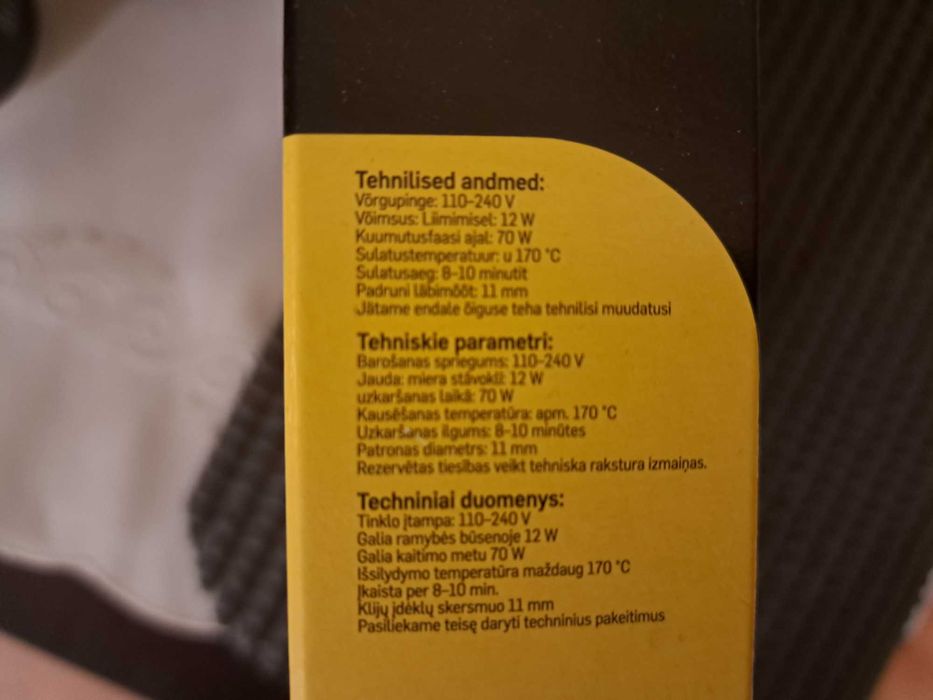 Tehnilised andmed:
Võrgupinge: 110-240 V
Võimsus: Liimimisel: 12 W
Kuumutusfaasi ajal: 70 W
Sulatustemperatuur: u 170 °C
Sulatusaeg: 8-10 minutit
Padruni läbimõõt: 11 mm
Jätame endale õiguse teha tehnilisi muudatusi
Tehniskie parametri:
Barošanas spriegums: 110-240 V
Jauda: miera stāvoklī: 12 W
uzkaršanas laikā: 70 W
Kausēšanas temperatūra: apm. 170 °C
Uzkaršanas ilgums: 8-10 minūtes
Patronas diametrs: 11 mm
Rezervētas tiesības veikt tehniska rakstura izmaiņas.
Techniniai duomenys:
Tinklo įtampa: 110-240 V
Galia ramybės būsenoje 12 W
Galia kaitimo metu 70 W
Išsilydymo temperatūra maždaug 170 °C
Įkaista per 8-10 min.
Klijų įdėklų skersmuo 11 mm
Pasiliekame teisę daryti techninius pakeitimus